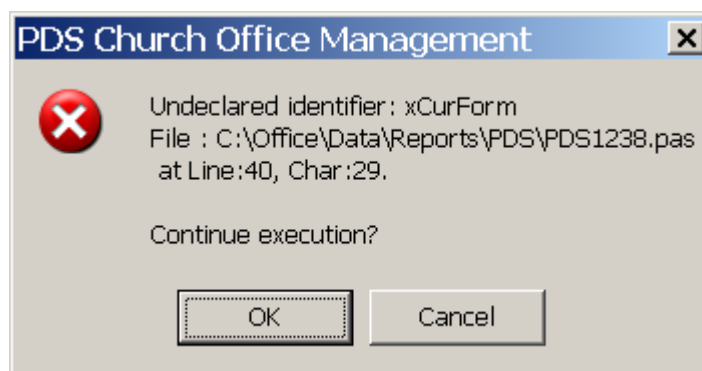 PDS Church Office Management
Undeclared identifier: xCurForm
File : C:\Office\Data\Reports\PDS\PDS1238.pas
at Line:40, Char:29.
Continue execution?
OK
Cancel